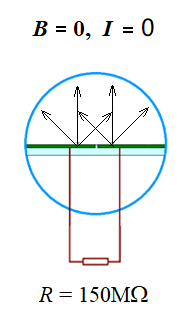 B = 0, I = 0
R = 150MΩ